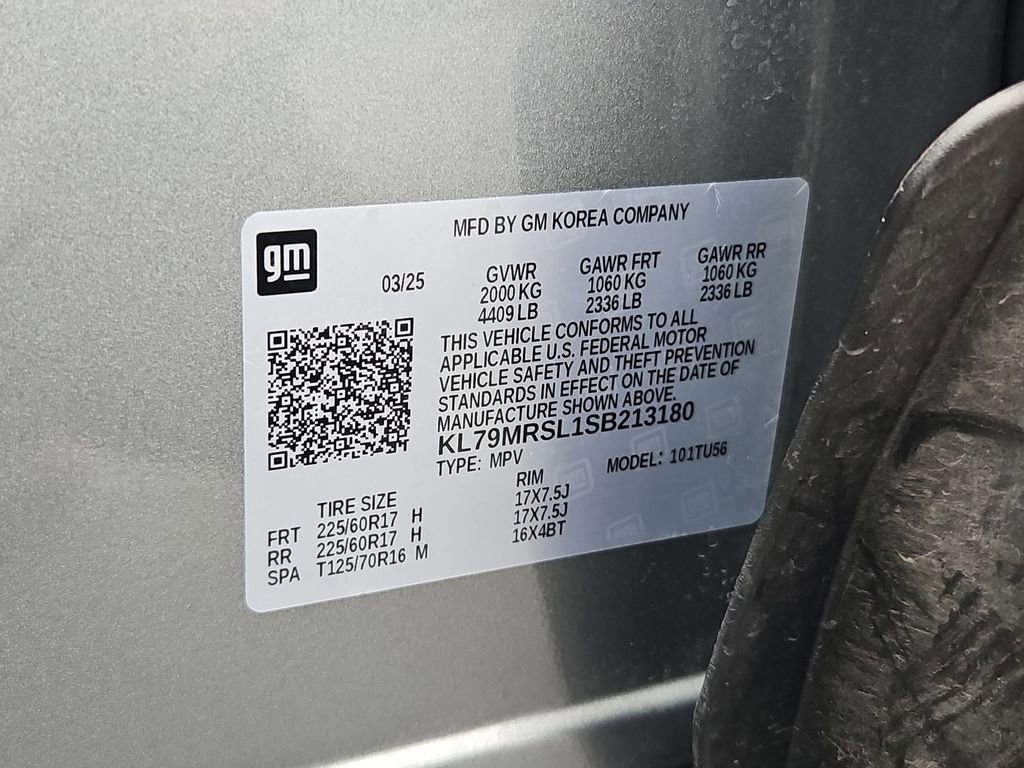 MFD BY GM KOREA COMPANY
gm
03/25
GVWR
2000 KG
4409 LB
GAWR FRT
1060 KG
2336 LB
GAWR RR
1060 KG
2336 LB
THIS VEHICLE CONFORMS TO ALL
APPLICABLE U.S. FEDERAL MOTOR
VEHICLE SAFETY AND THEFT PREVENTION
STANDARDS IN EFFECT ON THE DATE OF
MANUFACTURE SHOWN ABOVE.
KL79MRSL1SB213180
TYPE: MPV MODEL: 101TU56
TIRE SIZE RIM
FRT 225/60R17 H 17X7.5J
RR 225/60R17 H 17X7.5J
SPA T125/70R16 M 16X4BT